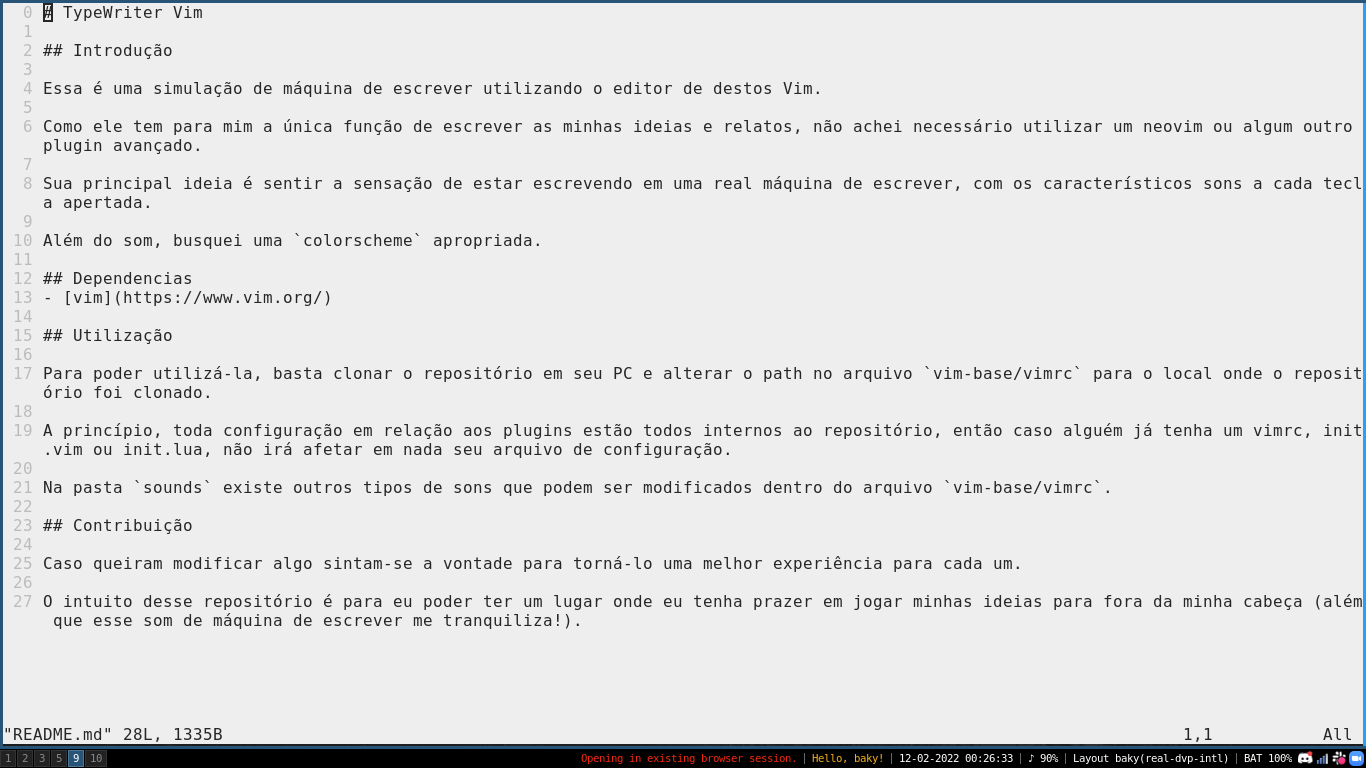 0 # TypeWriter Vim
1
2 ## Introdução
3
4 Essa é uma simulação de máquina de escrever utilizando o editor de destos Vim.
5
6 Como ele tem para mim a única função de escrever as minhas ideias e relatos, não achei necessário utilizar um neovim ou algum outro
plugin avançado.
7
8 Sua principal ideia é sentir a sensação de estar escrevendo em uma real máquina de escrever, com os característicos sons a cada tecl
a apertada.
9
10 Além do som, busquei uma `colorscheme` apropriada.
11
12 ## Dependencias
13 - [vim](https://www.vim.org/)
14
15 ## Utilização
16
17 Para poder utilizá-la, basta clonar o repositório em seu PC e alterar o path no arquivo `vim-base/vimrc` para o local onde o reposit
ório foi clonado.
18
19 A princípio, toda configuração em relação aos plugins estão todos internos ao repositório, então caso alguém já tenha um vimrc, init
.vim ou init.lua, não irá afetar em nada seu arquivo de configuração.
20
21 Na pasta `sounds` existe outros tipos de sons que podem ser modificados dentro do arquivo `vim-base/vimrc`.
22
23 ## Contribuição
24
25 Caso queiram modificar algo sintam-se a vontade para torná-lo uma melhor experiência para cada um.
26
27 O intuito desse repositório é para eu poder ter um lugar onde eu tenha prazer em jogar minhas ideias para fora da minha cabeça (além
que esse som de máquina de escrever me tranquiliza!).
"README.md" 28L, 1335B 1,1 All
1 2 3 5 9 10 Opening in existing browser session. | Hello, baky! | 12-02-2022 00:26:33 | ♪ 90% | Layout baky(real-dvp-intl) | BAT 100%